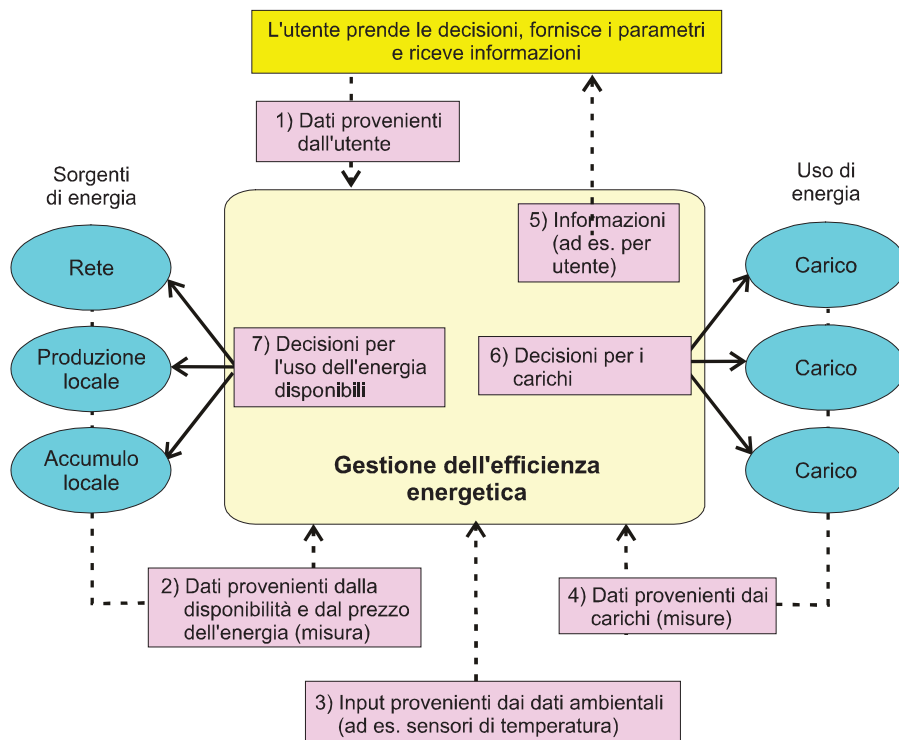 L'utente prende le decisioni, fornisce i parametri
e riceve informazioni
1) Dati provenienti
dall'utente
Sorgenti
di energia
Uso di
energia
5) Informazioni
(ad es. per
utente)
Rete
Carico
Produzione
locale
7) Decisioni per
l'uso dell'energia
disponibili
6) Decisioni per i
carichi
Carico
Accumulo
locale
Gestione dell'efficienza
energetica
Carico
2) Dati provenienti dalla
disponibilità e dal prezzo
dell'energia (misura)
4) Dati provenienti dai
carichi (misure)
3) Input provenienti dai dati ambientali
(ad es. sensori di temperatura)